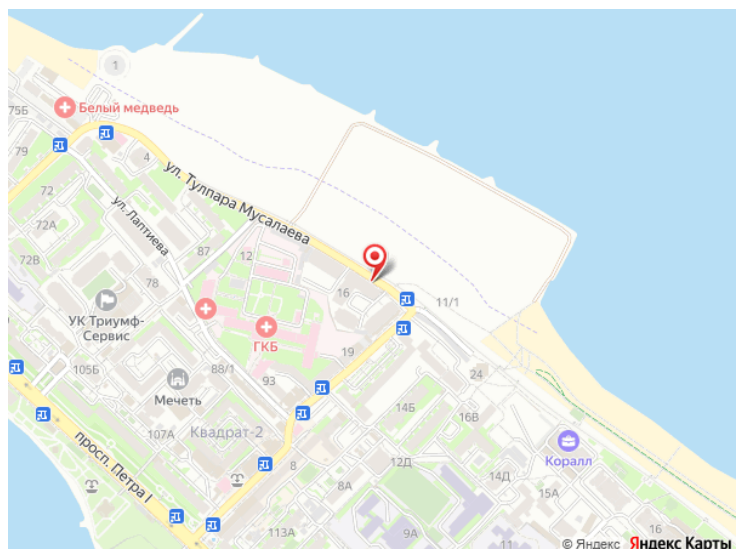 1
Белый медведь
75Б
79
4
ул. Тулпара Мусалаева
72
ул. Лаптиева
72А
87
12
72В
78
16
11/1
УК Триумф-
Сервис
ГКБ
19
105Б
88/1
93
24
Мечеть
14Б
16В
107А
Квадрат-2
Коралл
просп. Петра I
8
12Д
14Д
8А
15А
113А
9А
11
16
© Яндекс Яндекс Карты